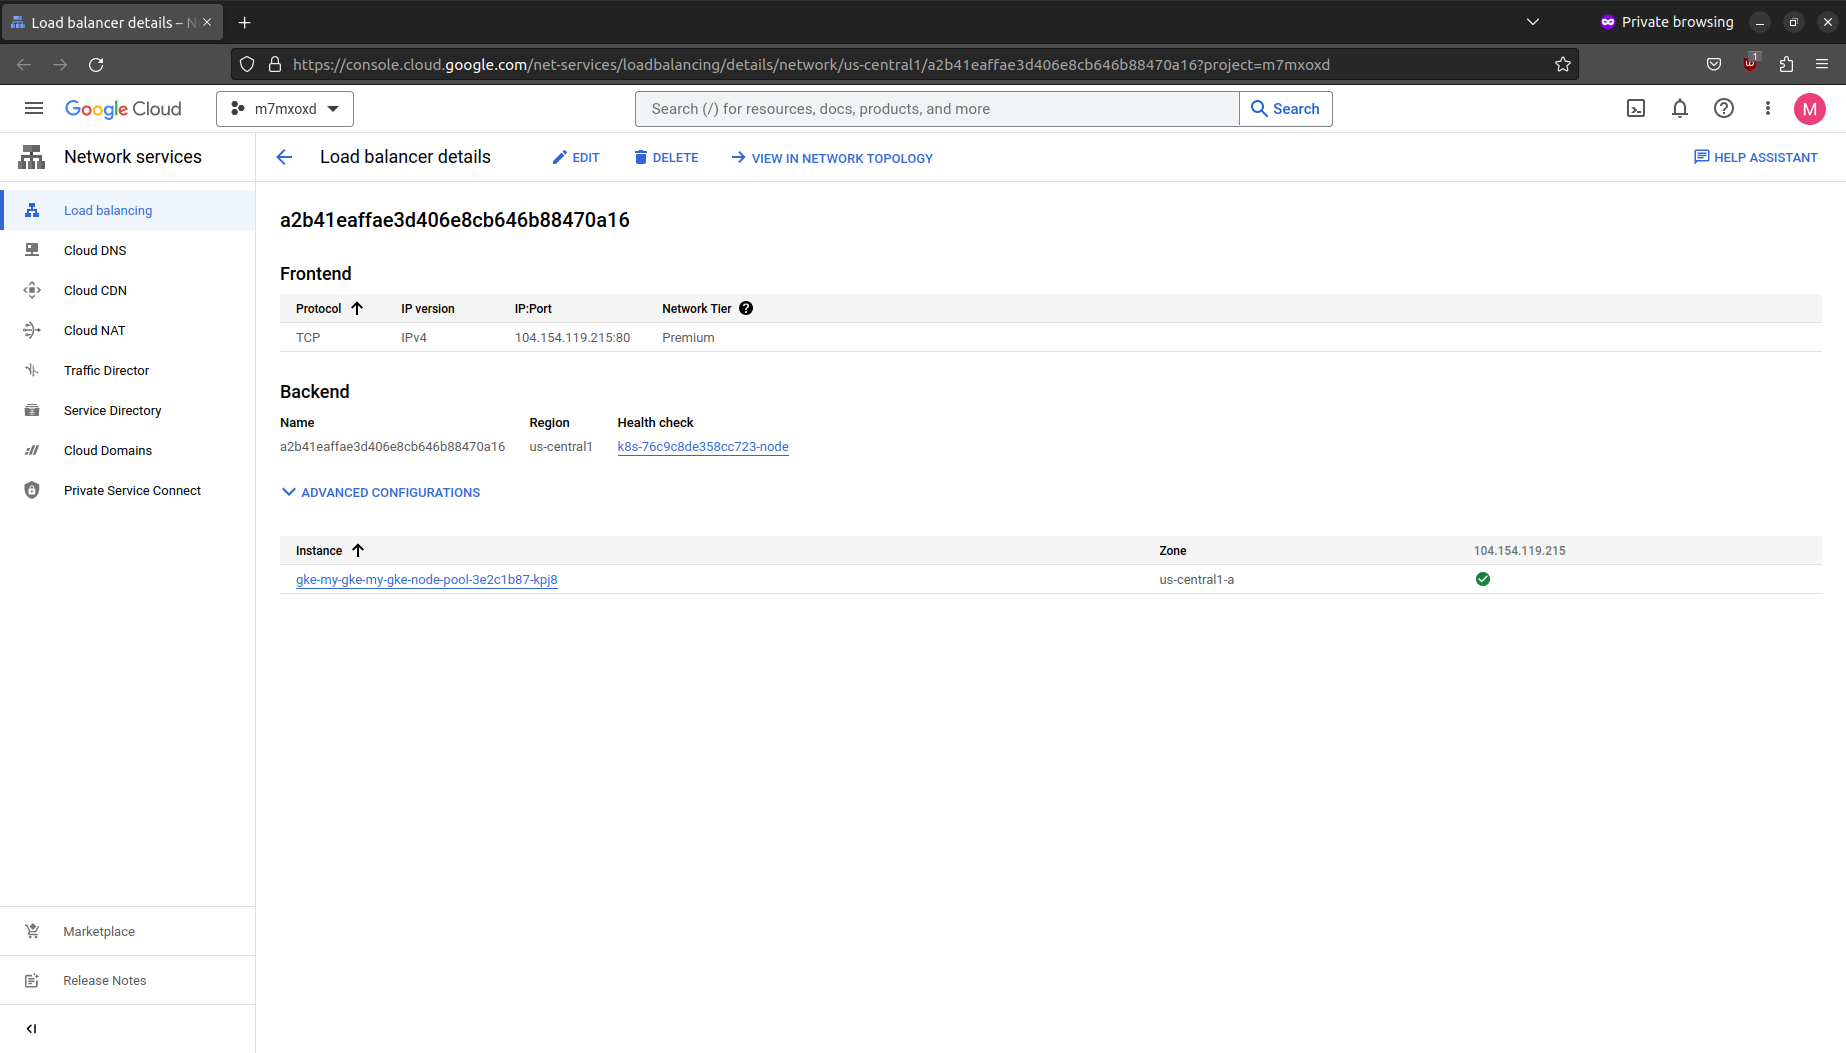 Load balancer details – N
Private browsing
https://console.cloud.google.com/net-services/loadbalancing/details/network/us-central1/a2b41eaffae3d406e8cb646b88470a16?project=m7mxoxd
1
Google Cloud
m7mxoxd
Search (/) for resources, docs, products, and more
Search
M
Network services
Load balancer details
EDIT
DELETE
VIEW IN NETWORK TOPOLOGY
HELP ASSISTANT
Load balancing
Cloud DNS
Cloud CDN
Cloud NAT
Traffic Director
Service Directory
Cloud Domains
Private Service Connect
Marketplace
Release Notes
a2b41eaffae3d406e8cb646b88470a16
Frontend
Protocol IP version IP:Port Network Tier
TCP IPv4 104.154.119.215:80 Premium
Backend
Name Region Health check
a2b41eaffae3d406e8cb646b88470a16 us-central1 k8s-76c9c8de358cc723-node
ADVANCED CONFIGURATIONS
Instance Zone 104.154.119.215
gke-my-gke-my-gke-node-pool-3e2c1b87-kpj8 us-central1-a